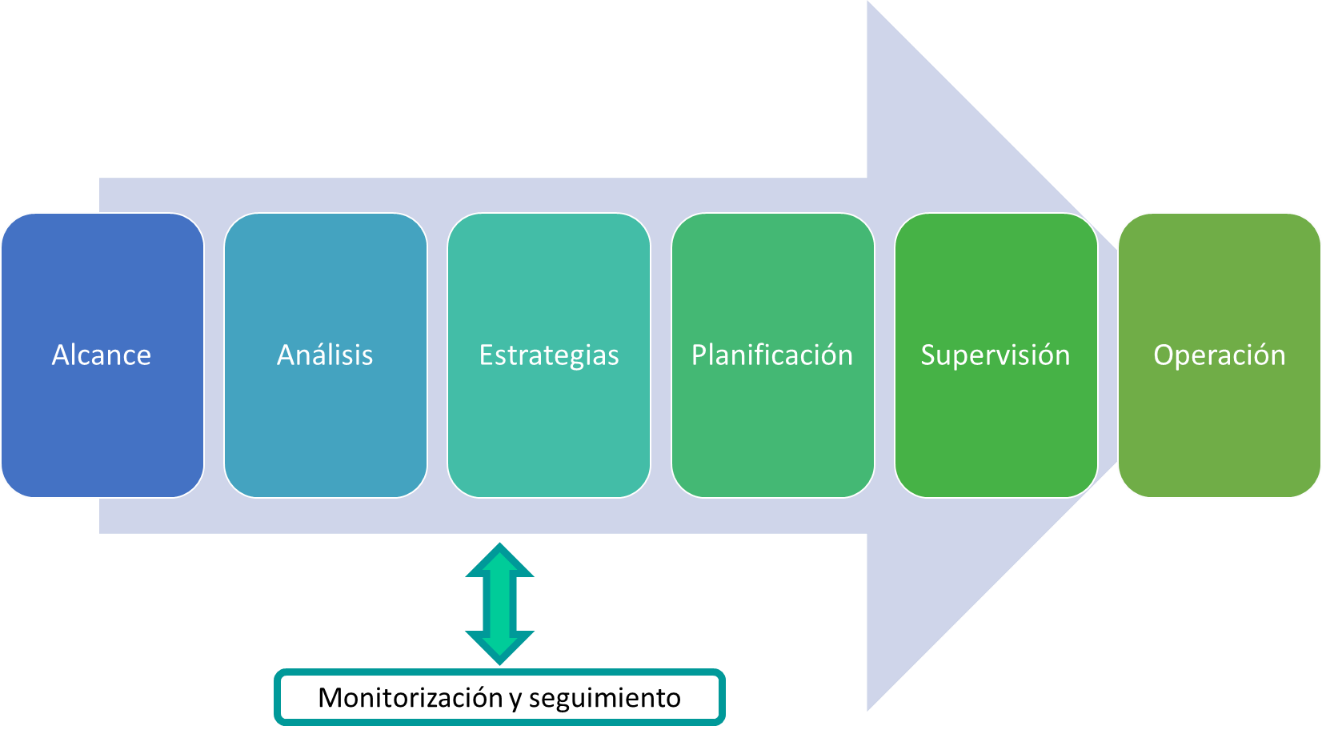 Alcance
Análisis
Estrategias
Planificación
Supervisión
Operación
Monitorización y seguimiento